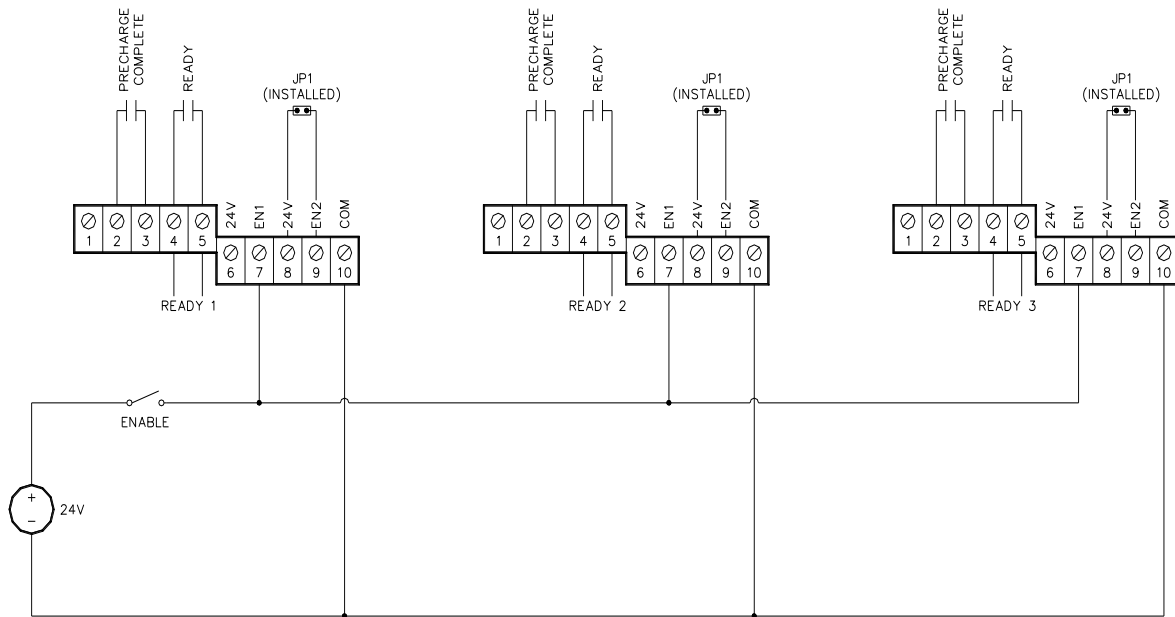 PRECHARGE
COMPLETE
READY
JP1
(INSTALLED)
24V
EN1
24V
EN2
COM
1 2 3 4 5
6 7 8 9 10
READY 1
PRECHARGE
COMPLETE
READY
JP1
(INSTALLED)
24V
EN1
24V
EN2
COM
1 2 3 4 5
6 7 8 9 10
READY 2
PRECHARGE
COMPLETE
READY
JP1
(INSTALLED)
24V
EN1
24V
EN2
COM
1 2 3 4 5
6 7 8 9 10
READY 3
ENABLE
+
24V
−